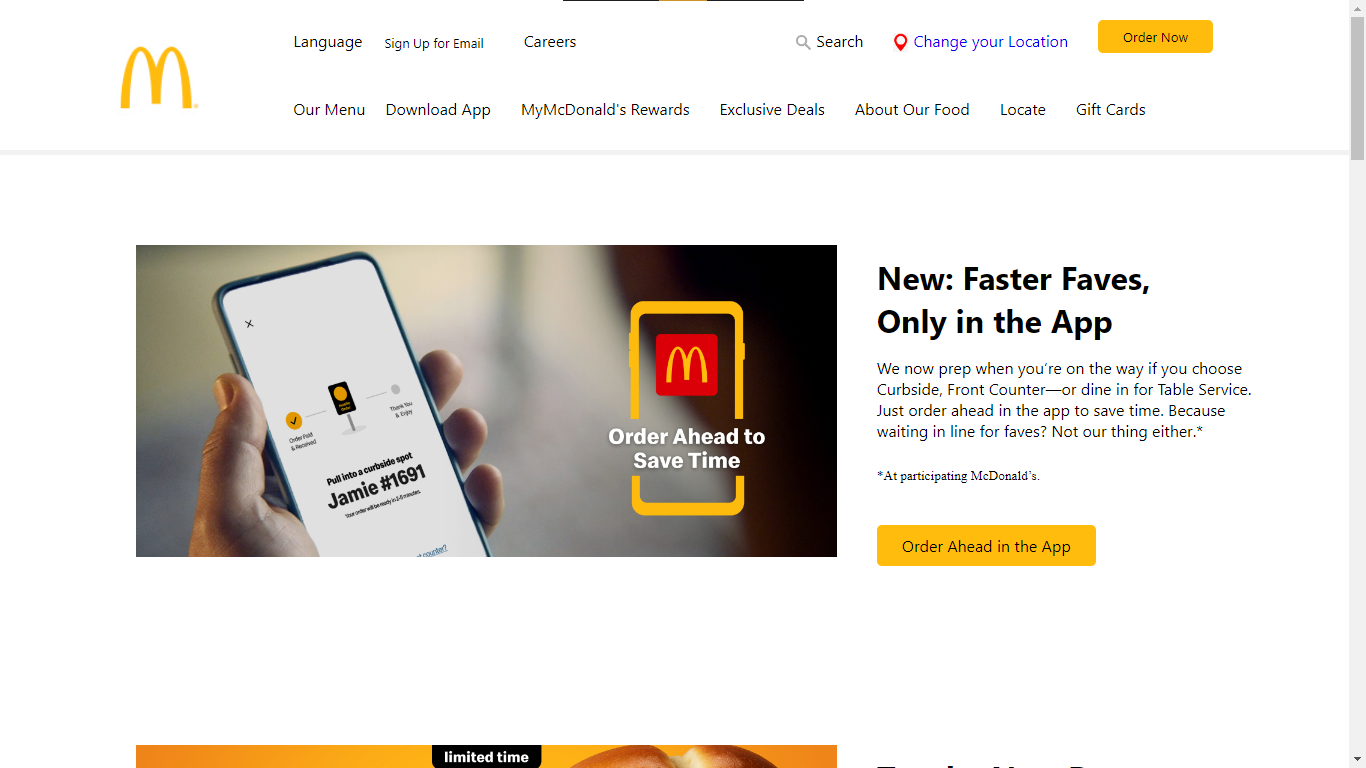 Language
Sign Up for Email
Careers
Search
Change your Location
Order Now
Our Menu
Download App
MyMcDonald's Rewards
Exclusive Deals
About Our Food
Locate
Gift Cards
Order Paid
& Received
Thank You
& Enjoy
Pull into a curbside spot
Jamie #1691
Your order will be ready in 2-5 minutes.
counter?
Order Ahead to
Save Time
New: Faster Faves,
Only in the App
We now prep when you’re on the way if you choose
Curbside, Front Counter—or dine in for Table Service.
Just order ahead in the app to save time. Because
waiting in line for faves? Not our thing either.*
*At participating McDonald’s.
Order Ahead in the App
limited time